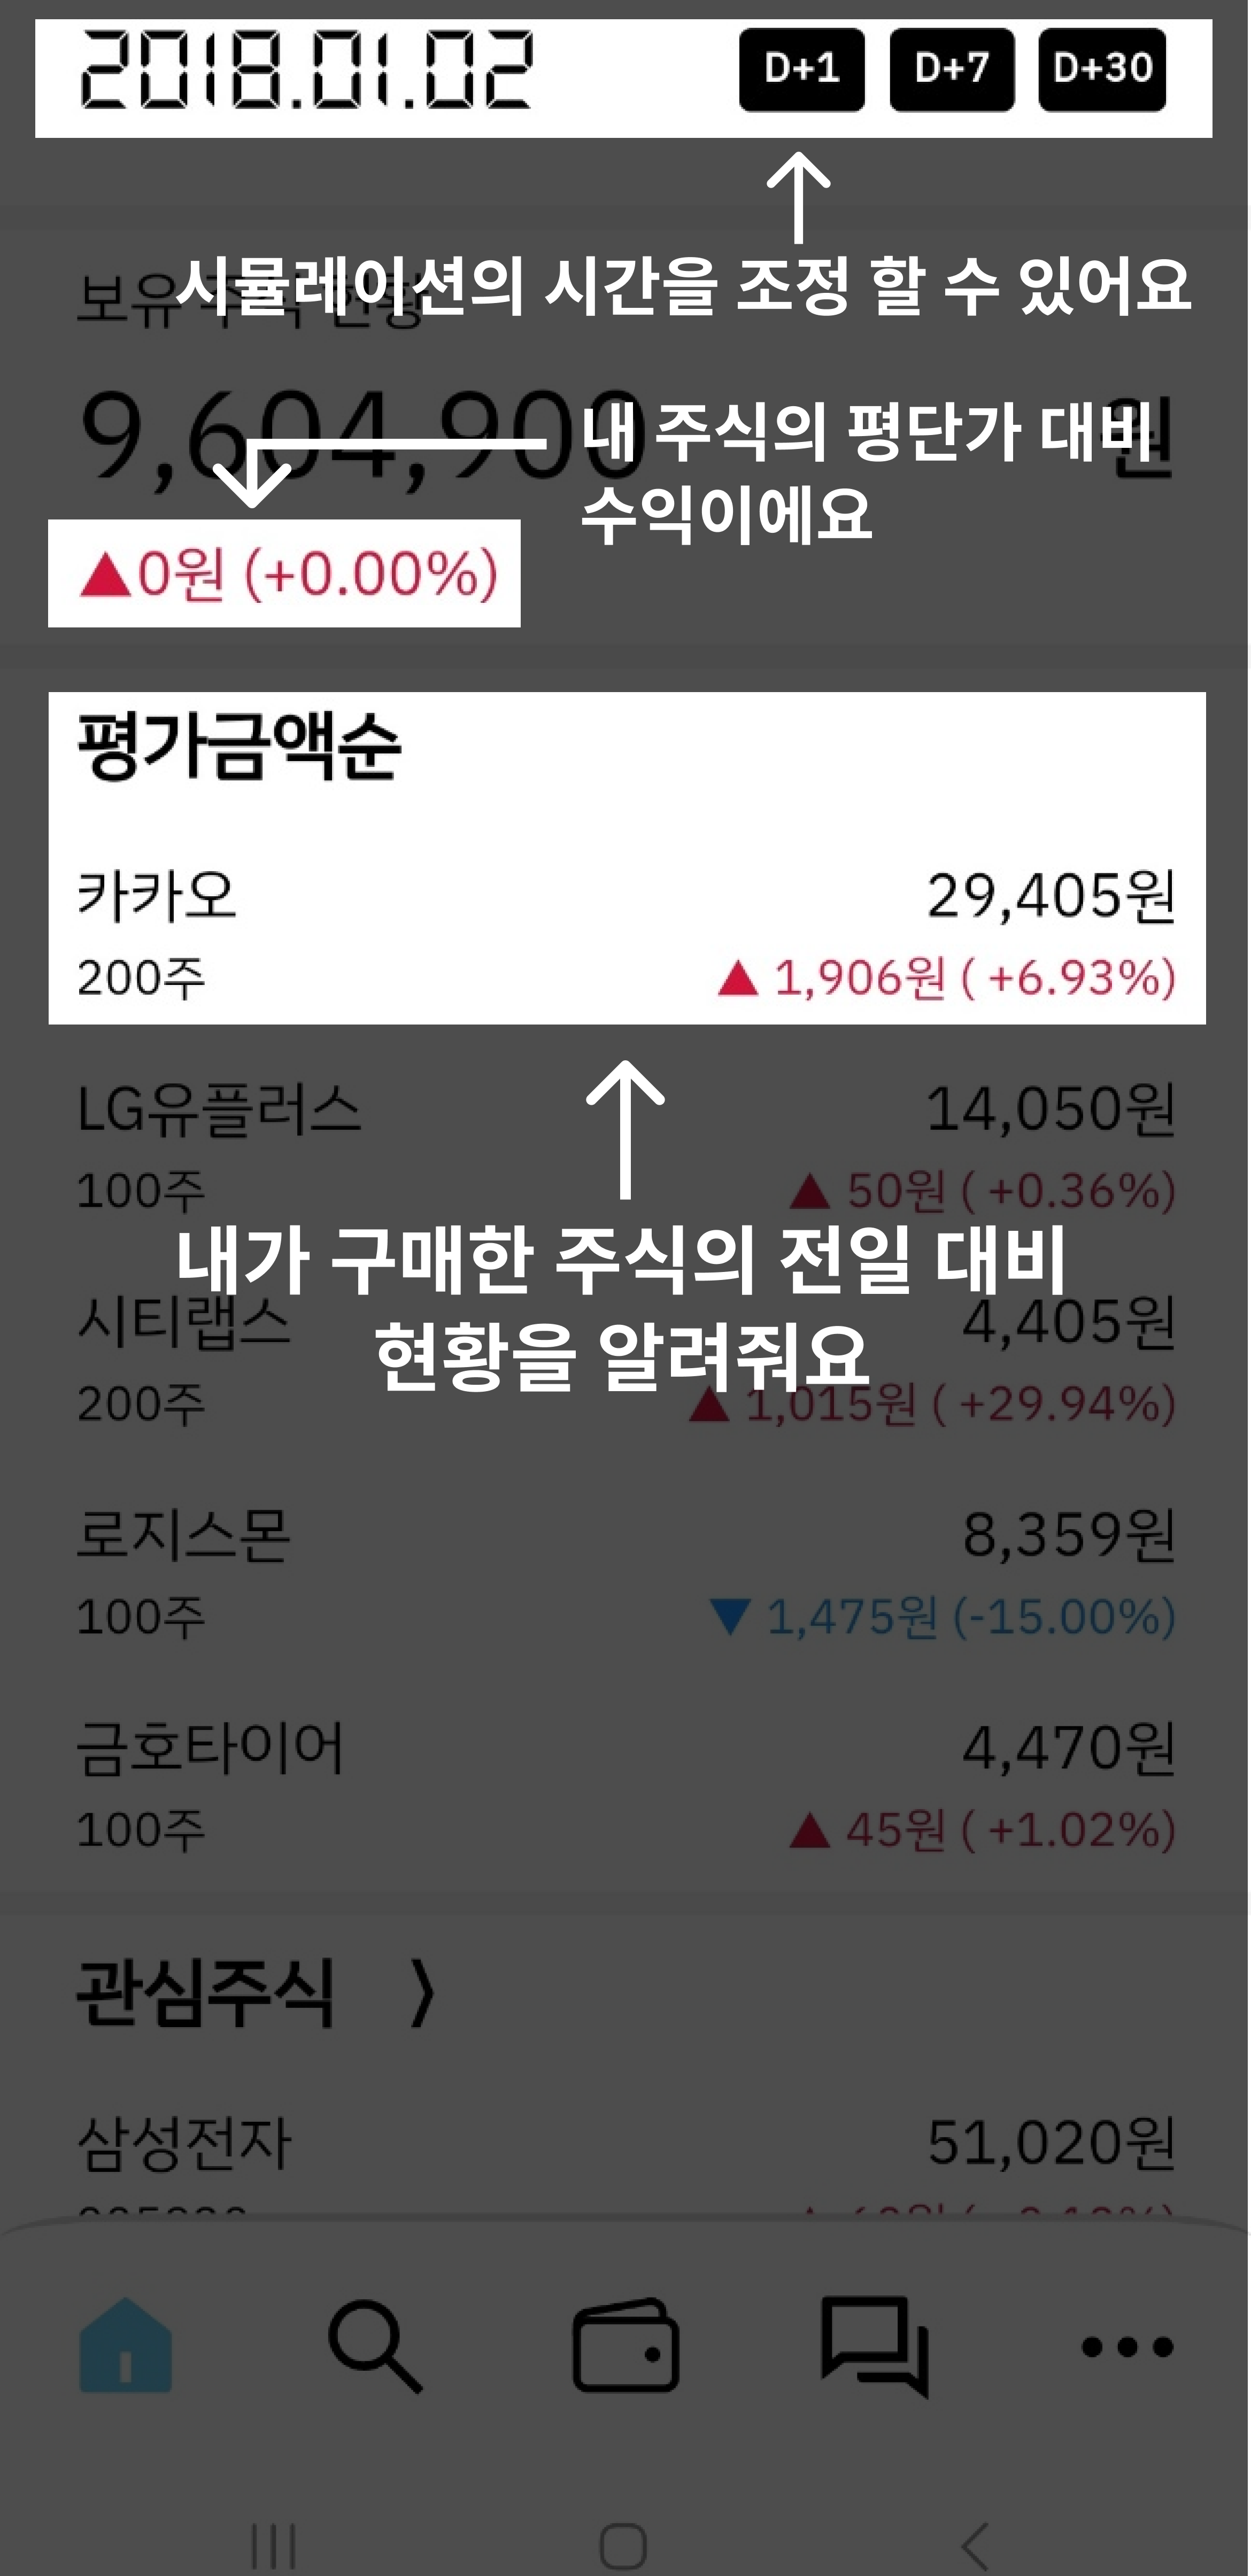 2018.01.02 D+1 D+7 D+30
시뮬레이션의 시간을 조정 할 수 있어요
보유 주식 현황
9,604,900 원
내 주식의 평단가 대비
수익이에요
▲0원 (+0.00%)
평가금액순
카카오 29,405원
200주 ▲ 1,906원 ( +6.93%)
LG유플러스 14,050원
100주 ▲ 50원 ( +0.36%)
내가 구매한 주식의 전일 대비
시티랩스 4,405원
현황을 알려줘요
200주 ▲ 1,015원 ( +29.94%)
로지스몬 8,359원
100주 ▼ 1,475원 (-15.00%)
금호타이어 4,470원
100주 ▲ 45원 ( +1.02%)
관심주식 〉
삼성전자 51,020원